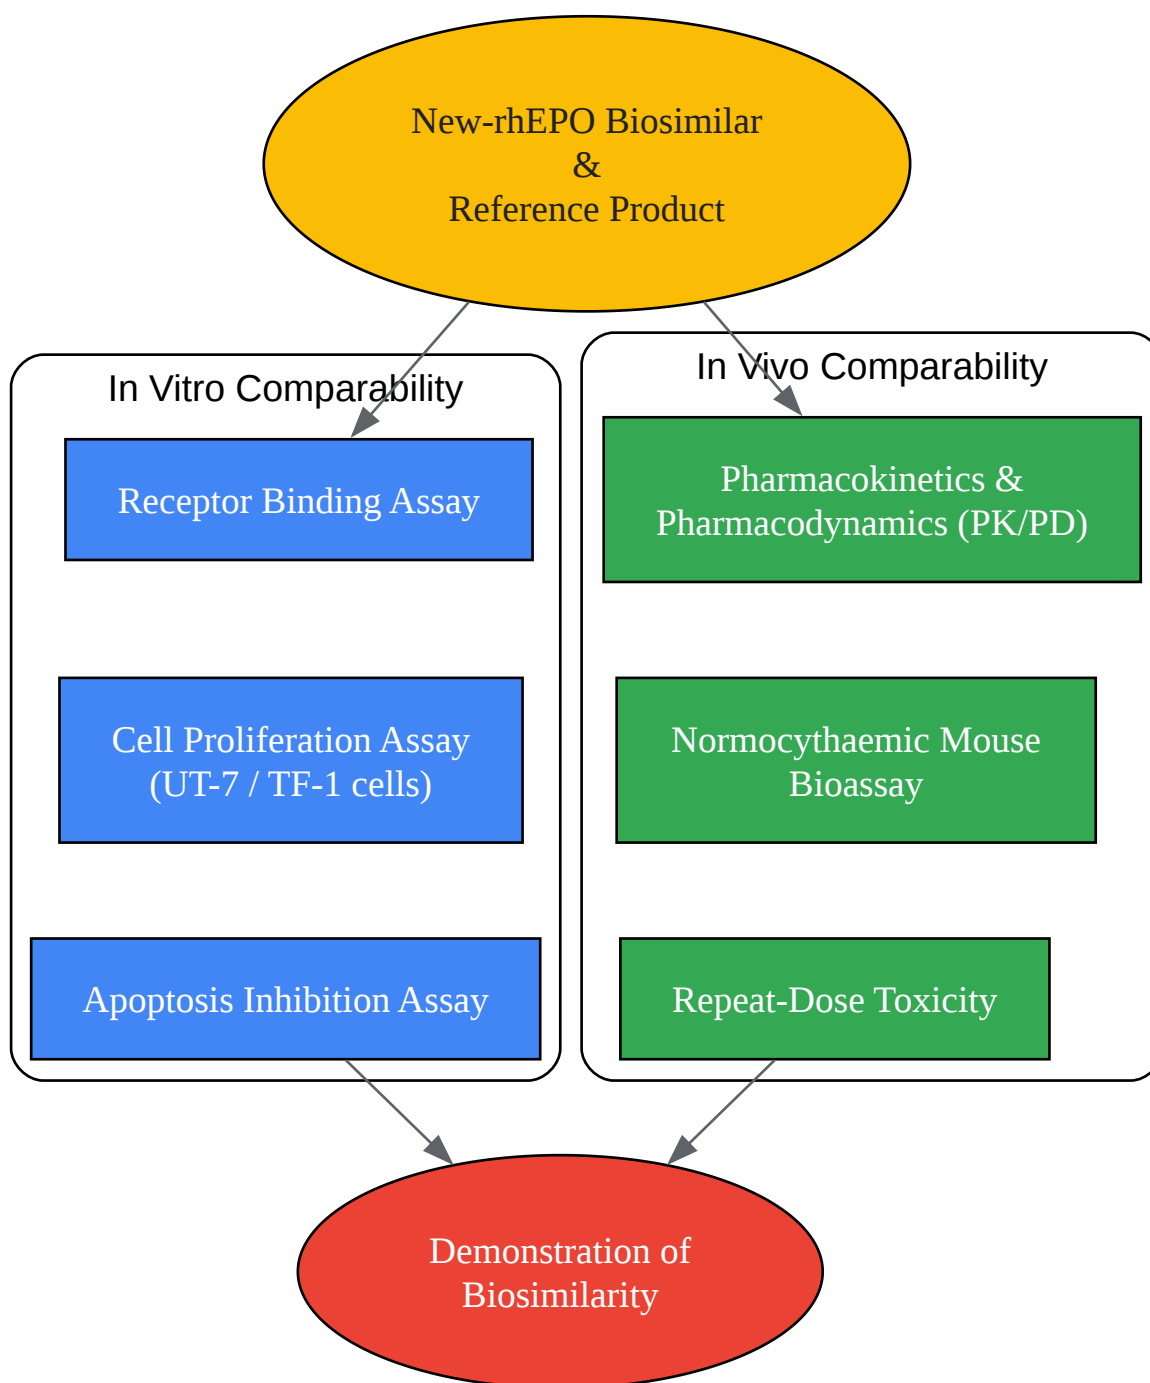 New-rhEPO Biosimilar
&
Reference Product
In Vitro Comparability
Receptor Binding Assay
Cell Proliferation Assay
(UT-7 / TF-1 cells)
Apoptosis Inhibition Assay
In Vivo Comparability
Pharmacokinetics &
Pharmacodynamics (PK/PD)
Normocythaemic Mouse
Bioassay
Repeat-Dose Toxicity
Demonstration of
Biosimilarity